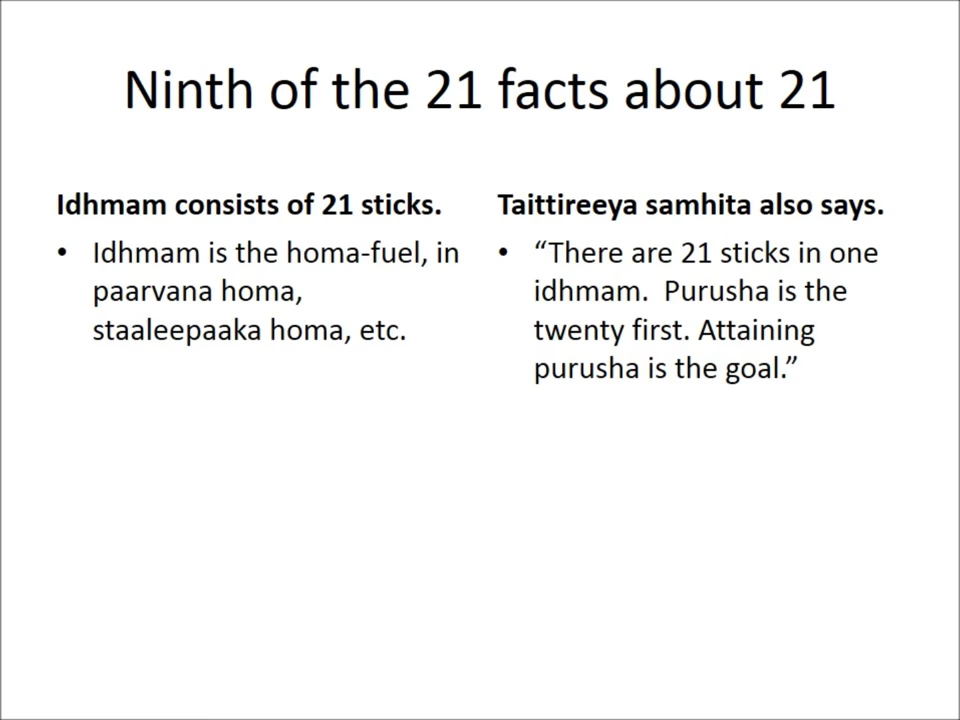 Ninth of the 21 facts about 21
Idhmam consists of 21 sticks.
• Idhmam is the homa-fuel, in
paarvana homa,
staaleepaaka homa, etc.
Taittireeya samhita also says.
• “There are 21 sticks in one
idhmam.  Purusha is the
twenty first. Attaining
purusha is the goal.”